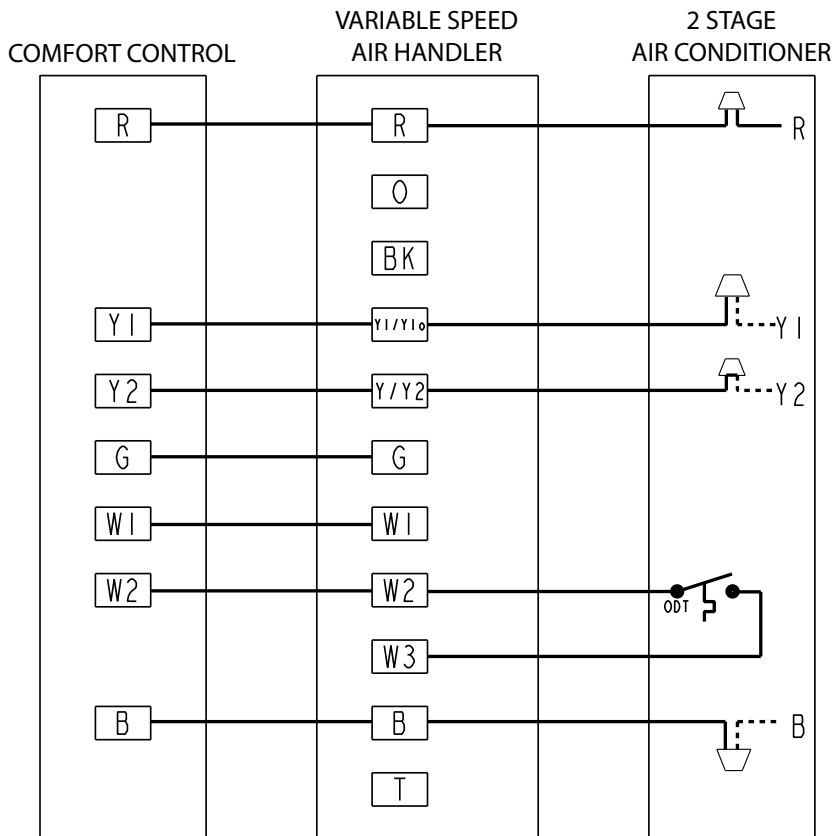 COMFORT CONTROL
VARIABLE SPEED
AIR HANDLER
2 STAGE
AIR CONDITIONER
R R R
O
BK
Y1 Y1/Y1o Y1
Y2 Y/Y2 Y2
G G
W1 W1
W2 W2 ODT
W3
B B B
T